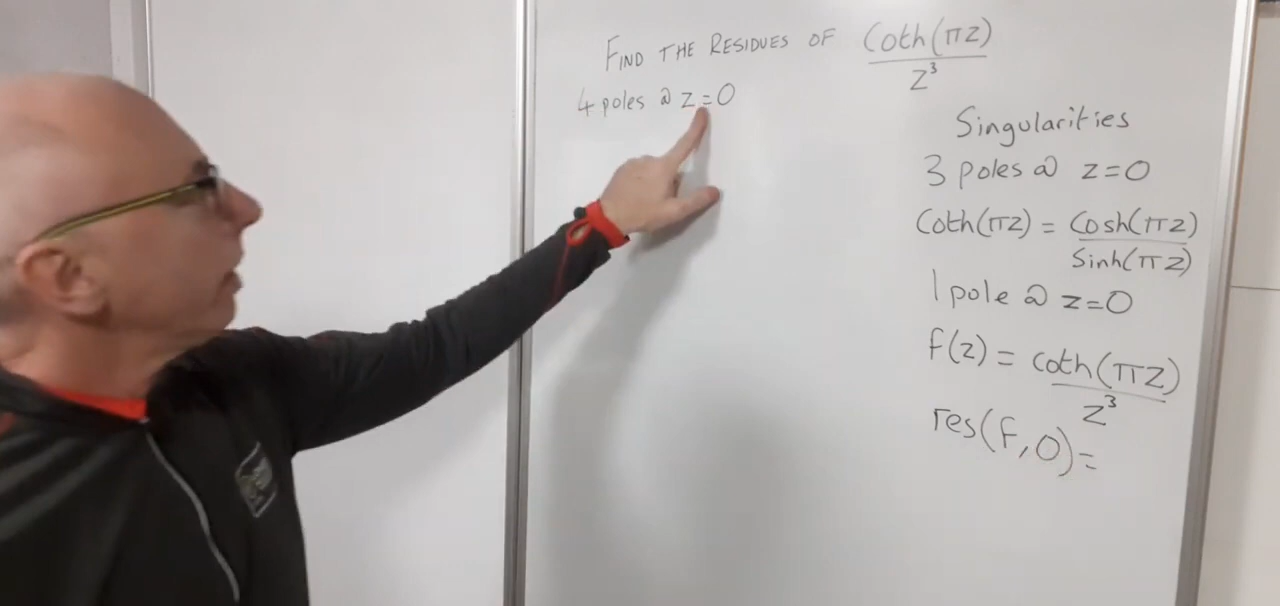 FIND THE RESIDUES OF coth(πz)/z³
4 poles @ z=0
Singularities
3 poles @ z=0
coth(πz) = cosh(πz)/sinh(πz)
1 pole @ z=0
f(z) = coth(πz)/z³
res(f,0)=